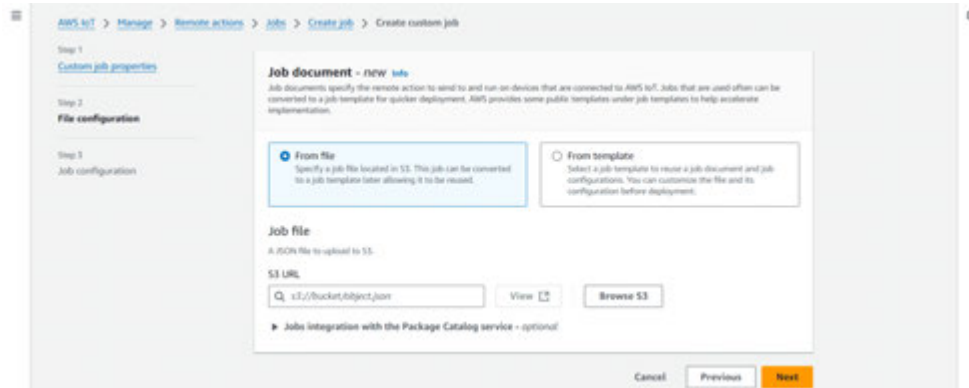 AWS IoT > Manage > Remote actions > Jobs > Create job > Create custom job
Step 1
Custom job properties
Step 2
File configuration
Step 3
Job configuration
Job document - new Info
Job documents specify the remote action to send to and run on devices that are connected to AWS IoT. Jobs that are used often can be
converted to a job template for quicker deployment. AWS provides some public templates under job templates to help accelerate
implementation.
From file
Specify a job file located in S3. This job can be converted
to a job template later allowing it to be reused.
From template
Select a job template to reuse a job document and job
configurations. You can customize the file and its
configuration before deployment.
Job file
A JSON file to upload to S3.
S3 URL
s3://bucket/object.json
View
Browse S3
Jobs integration with the Package Catalog service - optional
Cancel
Previous
Next